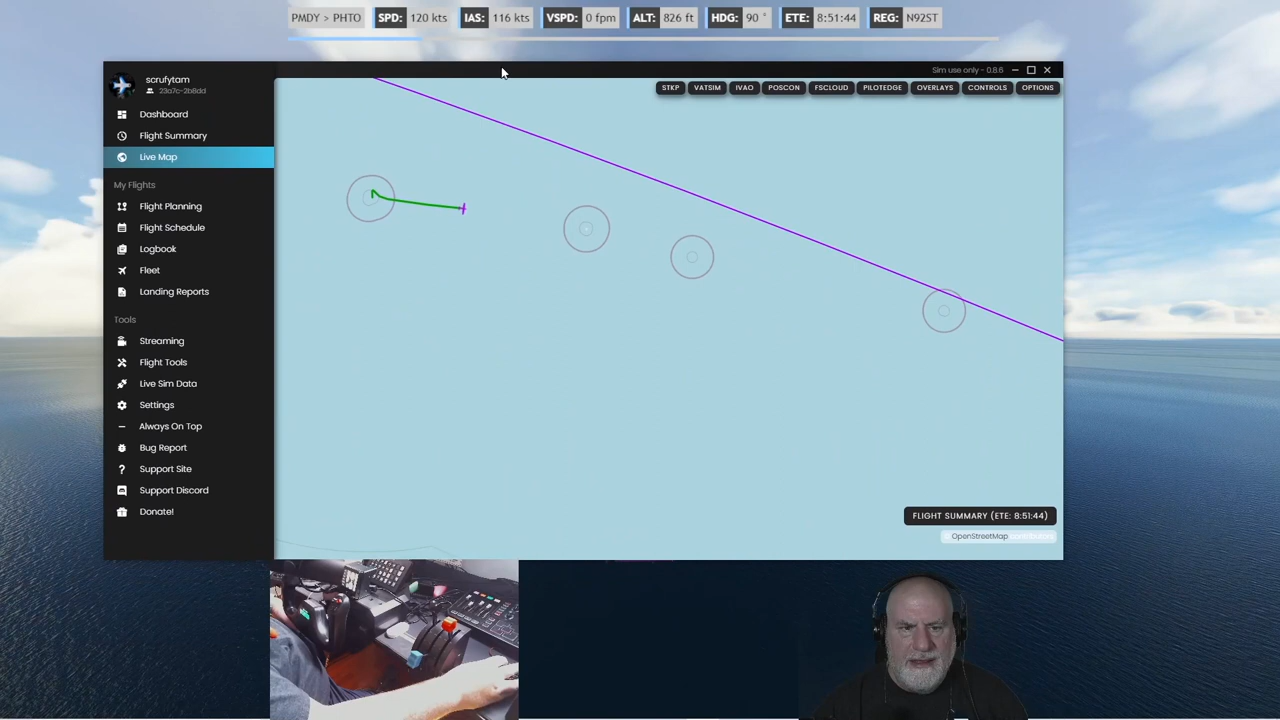 PMDY > PHTO SPD: 120 kts IAS: 116 kts VSPD: 0 fpm ALT: 826 ft HDG: 90 ° ETE: 8:51:44 REG: N92ST
Sim use only - 0.8.6
scrufytam
23a7c-2b8dd
STKP VATSIM IVAO POSCON FSCLOUD PILOTEDGE OVERLAYS CONTROLS OPTIONS
Dashboard
Flight Summary
Live Map
My Flights
Flight Planning
Flight Schedule
Logbook
Fleet
Landing Reports
Tools
Streaming
Flight Tools
Live Sim Data
Settings
Always On Top
Bug Report
Support Site
Support Discord
Donate!
FLIGHT SUMMARY (ETE: 8:51:44)
© OpenStreetMap contributors